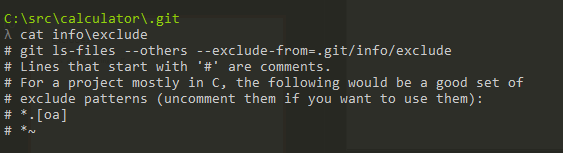 C:\src\calculator\.git
λ cat info\exclude
# git ls-files --others --exclude-from=.git/info/exclude
# Lines that start with '#' are comments.
# For a project mostly in C, the following would be a good set of
# exclude patterns (uncomment them if you want to use them):
# *.[oa]
# *~